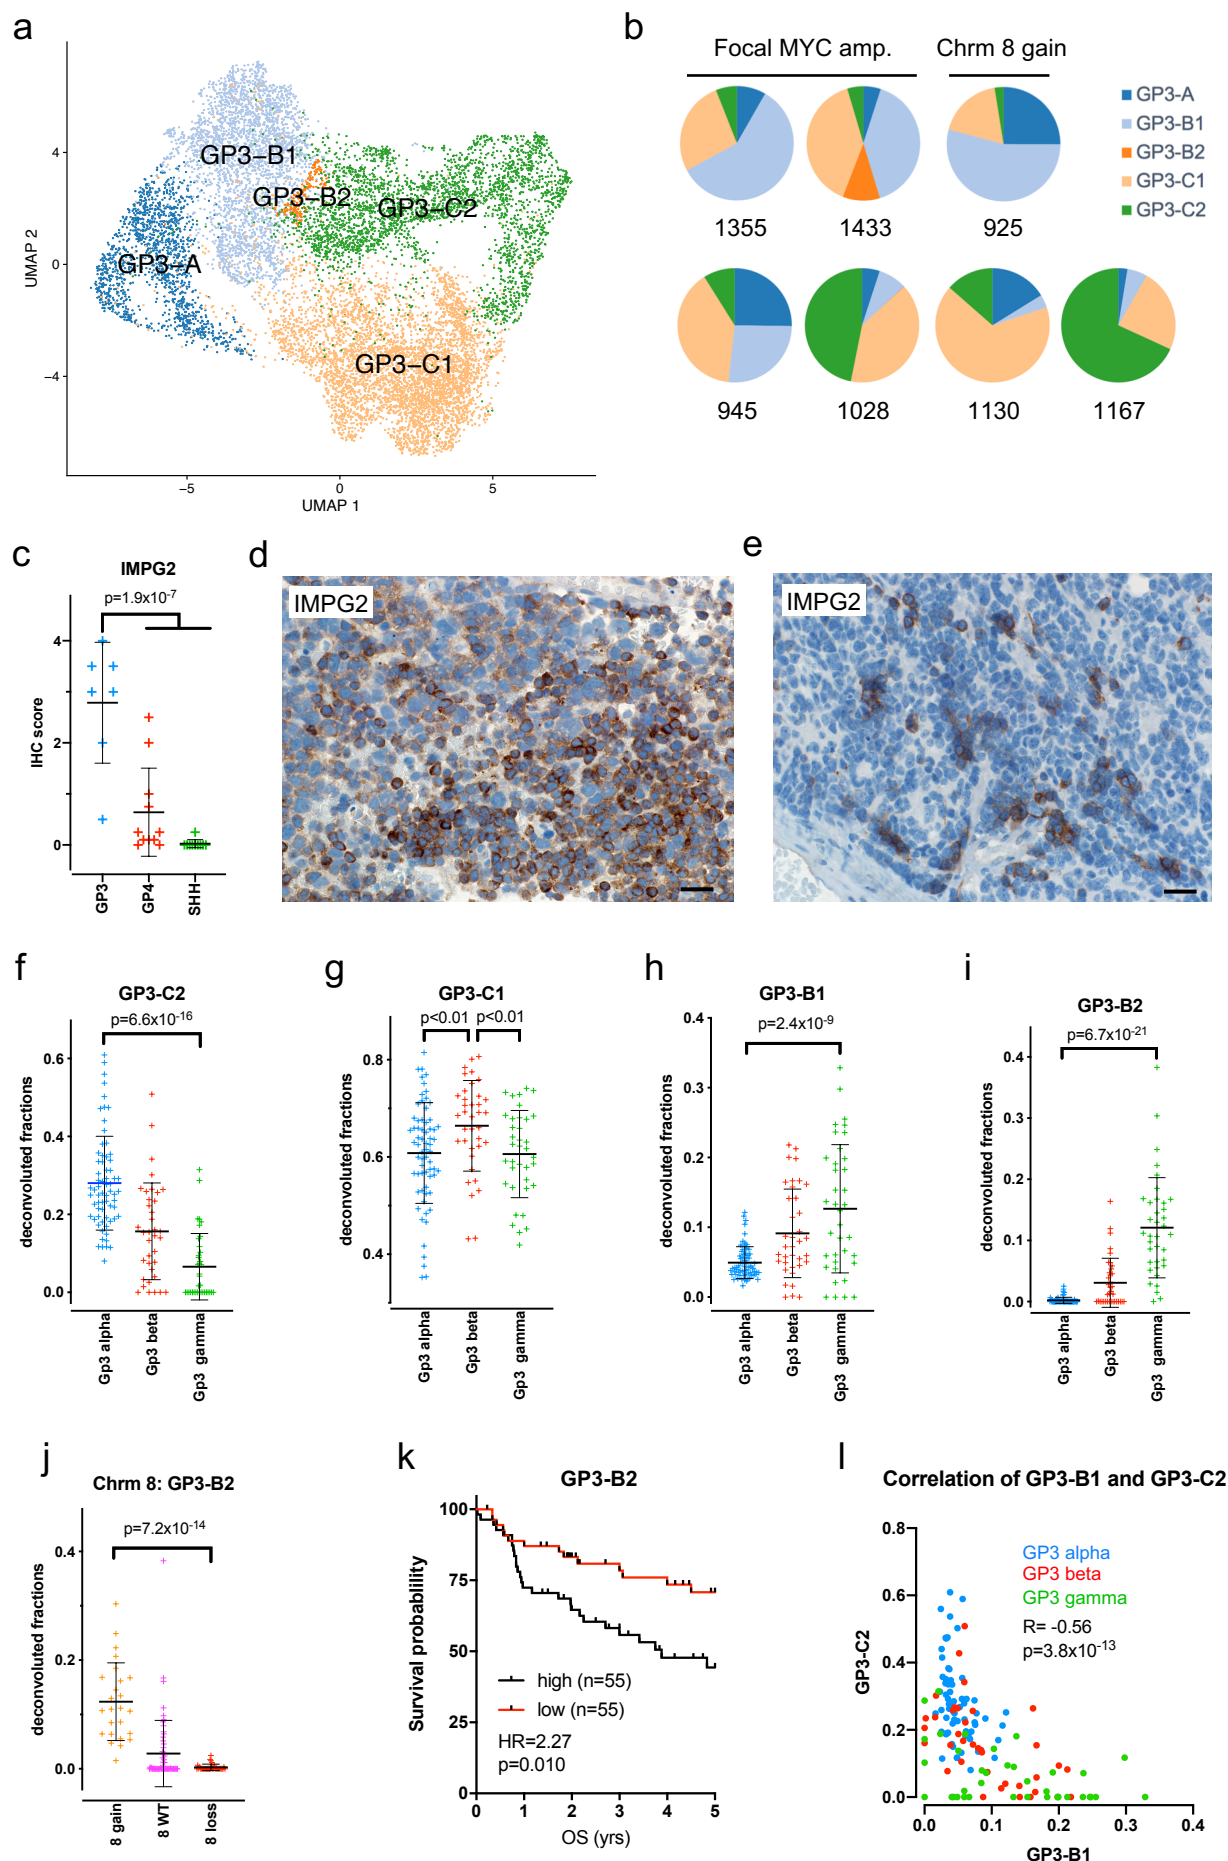 a
UMAP 2
4
0
−4
GP3−B1
GP3−B2
GP3−C2
GP3−A
GP3−C1
−5
0
5
UMAP 1
b
Focal MYC amp.
Chrm 8 gain
1355
1433
925
GP3-A
GP3-B1
GP3-B2
GP3-C1
GP3-C2
945
1028
1130
1167
c
IMPG2
p=1.9x10-7
IHC score
4
2
0
GP3
GP4
SHH
d
IMPG2
e
IMPG2
f
GP3-C2
p=6.6x10-16
deconvoluted fractions
0.6
0.4
0.2
0.0
Gp3 alpha
Gp3 beta
Gp3 gamma
g
GP3-C1
p<0.01
p<0.01
deconvoluted fractions
0.8
0.6
0.4
Gp3 alpha
Gp3 beta
Gp3 gamma
h
GP3-B1
p=2.4x10-9
deconvoluted fractions
0.4
0.3
0.2
0.1
0.0
Gp3 alpha
Gp3 beta
Gp3 gamma
i
GP3-B2
p=6.7x10-21
deconvoluted fractions
0.4
0.3
0.2
0.1
0.0
Gp3 alpha
Gp3 beta
Gp3 gamma
j
Chrm 8: GP3-B2
p=7.2x10-14
deconvoluted fractions
0.4
0.2
0.0
8 gain
8 WT
8 loss
k
GP3-B2
Survival probablility
100
75
50
25
0
high (n=55)
low (n=55)
HR=2.27
p=0.010
0
1
2
3
4
5
OS (yrs)
l
Correlation of GP3-B1 and GP3-C2
GP3-C2
0.8
0.6
0.4
0.2
0.0
GP3 alpha
GP3 beta
GP3 gamma
R= -0.56
p=3.8x10-13
0.0
0.1
0.2
0.3
0.4
GP3-B1